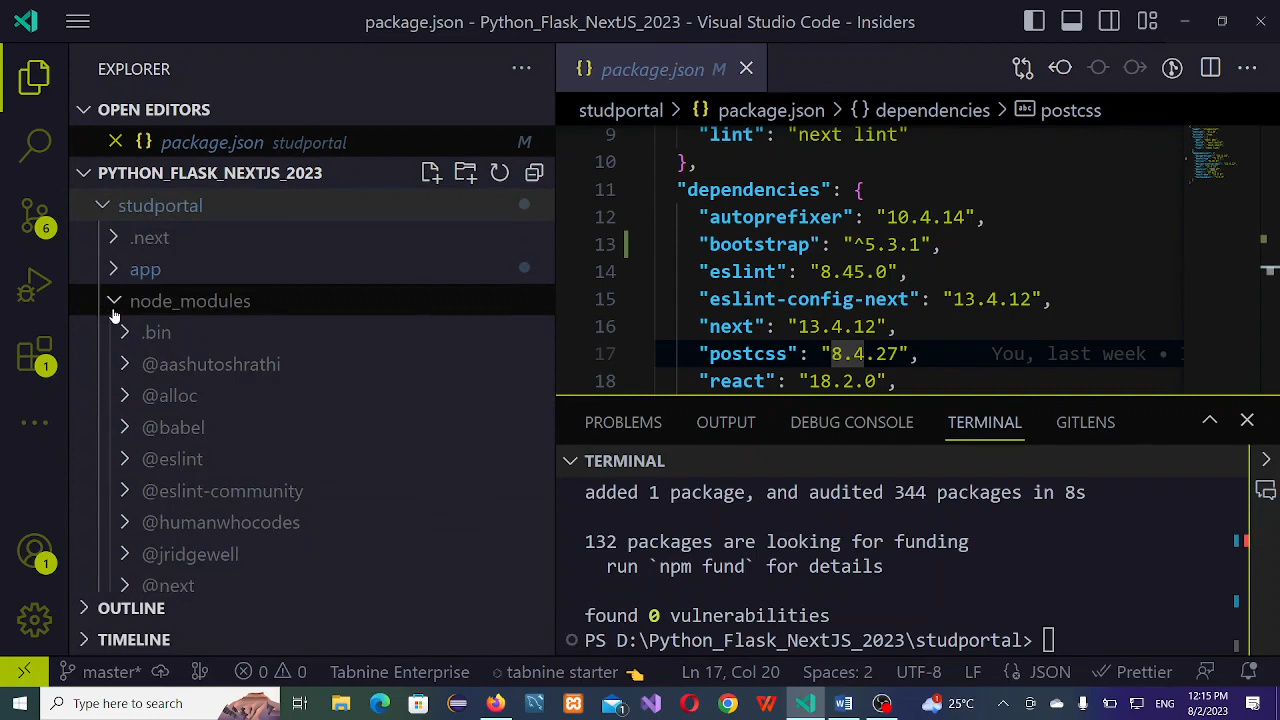 package.json - Python_Flask_NextJS_2023 - Visual Studio Code - Insiders
EXPLORER
OPEN EDITORS
package.json studportal M
PYTHON_FLASK_NEXTJS_2023
studportal
.next
app
node_modules
.bin
@aashutoshrathi
@alloc
@babel
@eslint
@eslint-community
@humanwhocodes
@jridgewell
@next
OUTLINE
TIMELINE
6
1
1
{} package.json M
studportal > {} package.json > {} dependencies > abc postcss
9 "lint": "next lint"
10 },
11 "dependencies": {
12 "autoprefixer": "10.4.14",
13 "bootstrap": "^5.3.1",
14 "eslint": "8.45.0",
15 "eslint-config-next": "13.4.12",
16 "next": "13.4.12",
17 "postcss": "8.4.27", You, last week •
18 "react": "18.2.0",
PROBLEMS OUTPUT DEBUG CONSOLE TERMINAL GITLENS
TERMINAL
added 1 package, and audited 344 packages in 8s
132 packages are looking for funding
run `npm fund` for details
found 0 vulnerabilities
PS D:\Python_Flask_NextJS_2023\studportal>
master* 0 0 Tabnine Enterprise tabnine starter Ln 17, Col 20 Spaces: 2 UTF-8 LF {} JSON Prettier
Type here to search 25°C 12:15 PM
8/2/2023